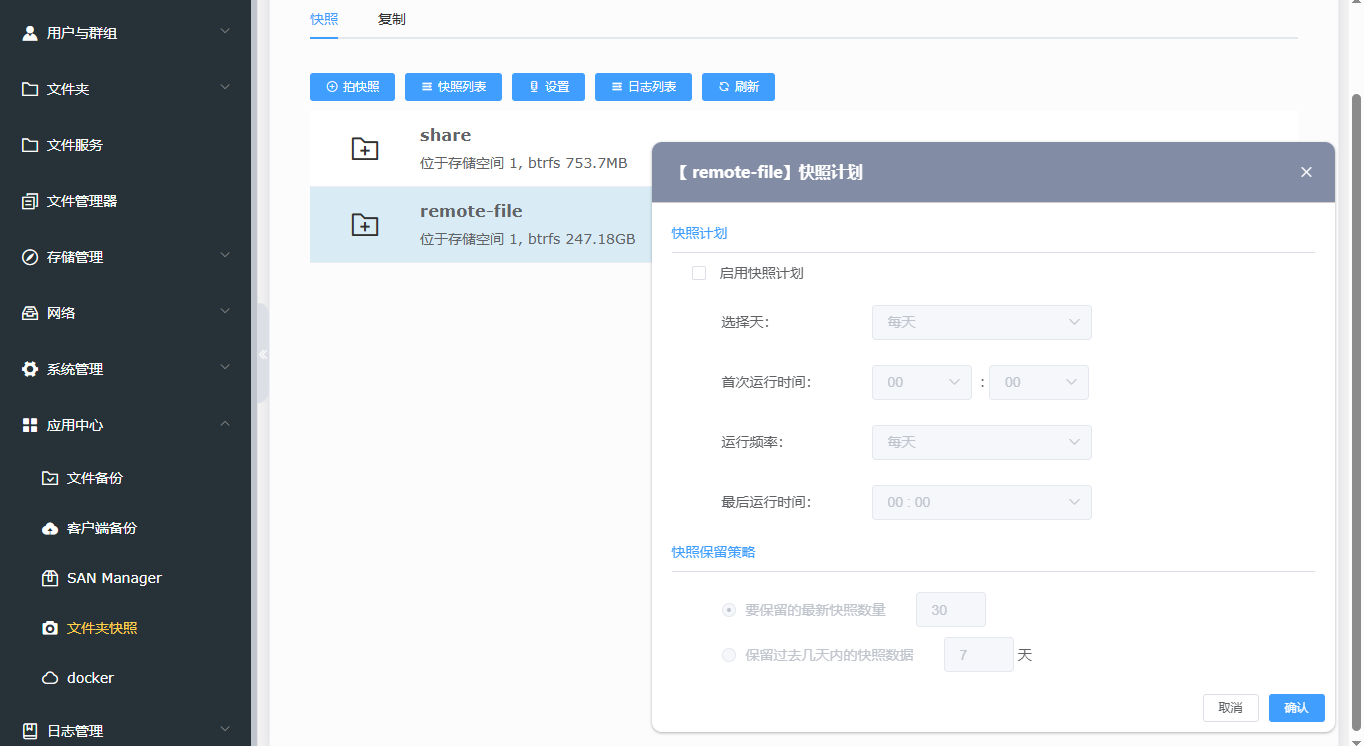 用户与群组
文件夹
文件服务
文件管理器
存储管理
网络
系统管理
应用中心
文件备份
客户端备份
SAN Manager
文件夹快照
docker
日志管理
快照 复制
拍快照 快照列表 设置 日志列表 刷新
share
位于存储空间 1, btrfs 753.7MB
remote-file
位于存储空间 1, btrfs 247.18GB
【 remote-file】快照计划
快照计划
启用快照计划
选择天： 每天
首次运行时间： 00 : 00
运行频率： 每天
最后运行时间： 00 : 00
快照保留策略
要保留的最新快照数量 30
保留过去几天内的快照数据 7 天
取消 确认